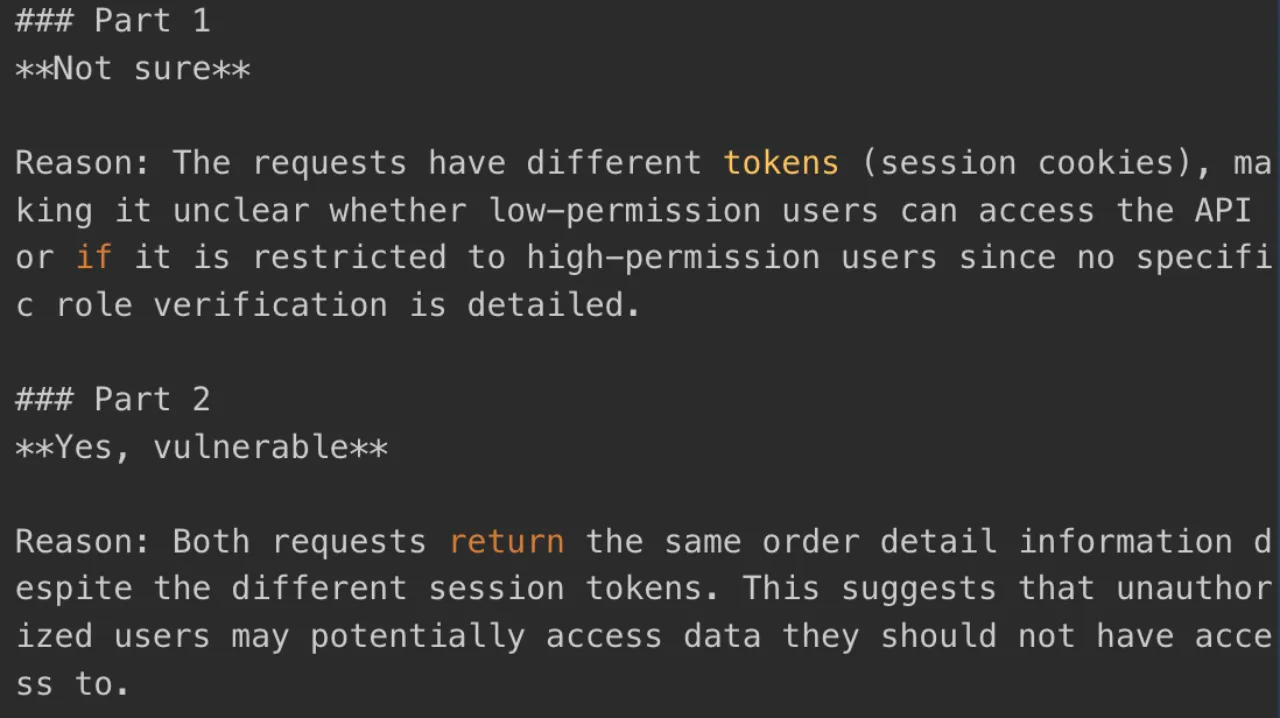 ### Part 1
**Not sure**
Reason: The requests have different tokens (session cookies), ma
king it unclear whether low-permission users can access the API
or if it is restricted to high-permission users since no specifi
c role verification is detailed.
### Part 2
**Yes, vulnerable**
Reason: Both requests return the same order detail information d
espite the different session tokens. This suggests that unauthor
ized users may potentially access data they should not have acce
ss to.